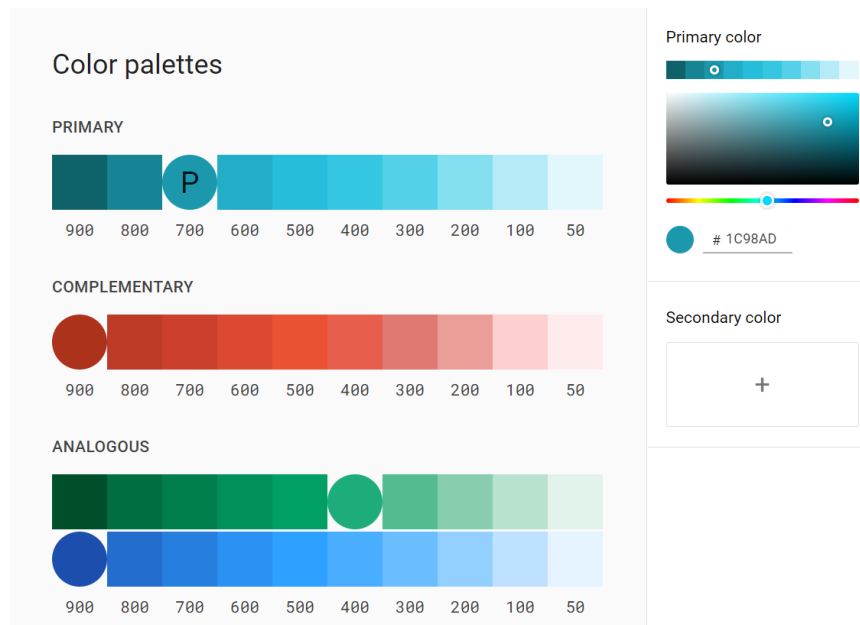 Color palettes
PRIMARY
P
900 800 700 600 500 400 300 200 100 50
COMPLEMENTARY
900 800 700 600 500 400 300 200 100 50
ANALOGOUS
900 800 700 600 500 400 300 200 100 50
Primary color
# 1C98AD
Secondary color
+